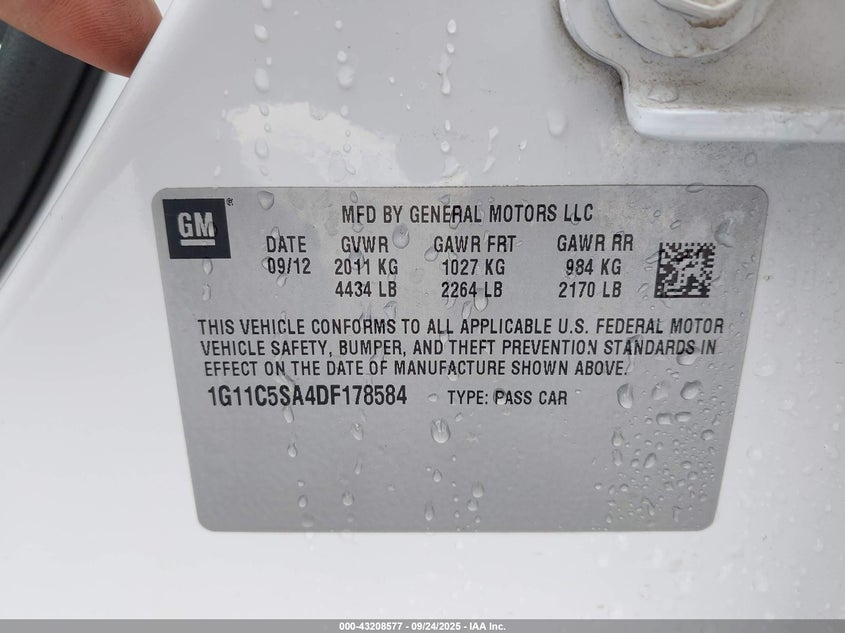 GM ®
MFD BY GENERAL MOTORS LLC
DATE GVWR GAWR FRT GAWR RR
09/12 2011 KG 1027 KG 984 KG
4434 LB 2264 LB 2170 LB
THIS VEHICLE CONFORMS TO ALL APPLICABLE U.S. FEDERAL MOTOR
VEHICLE SAFETY, BUMPER, AND THEFT PREVENTION STANDARDS IN
EFFECT ON THE DATE OF MANUFACTURE SHOWN ABOVE.
1G11C5SA4DF178584 TYPE: PASS CAR
000-43208577 - 09/24/2025 - IAA Inc.